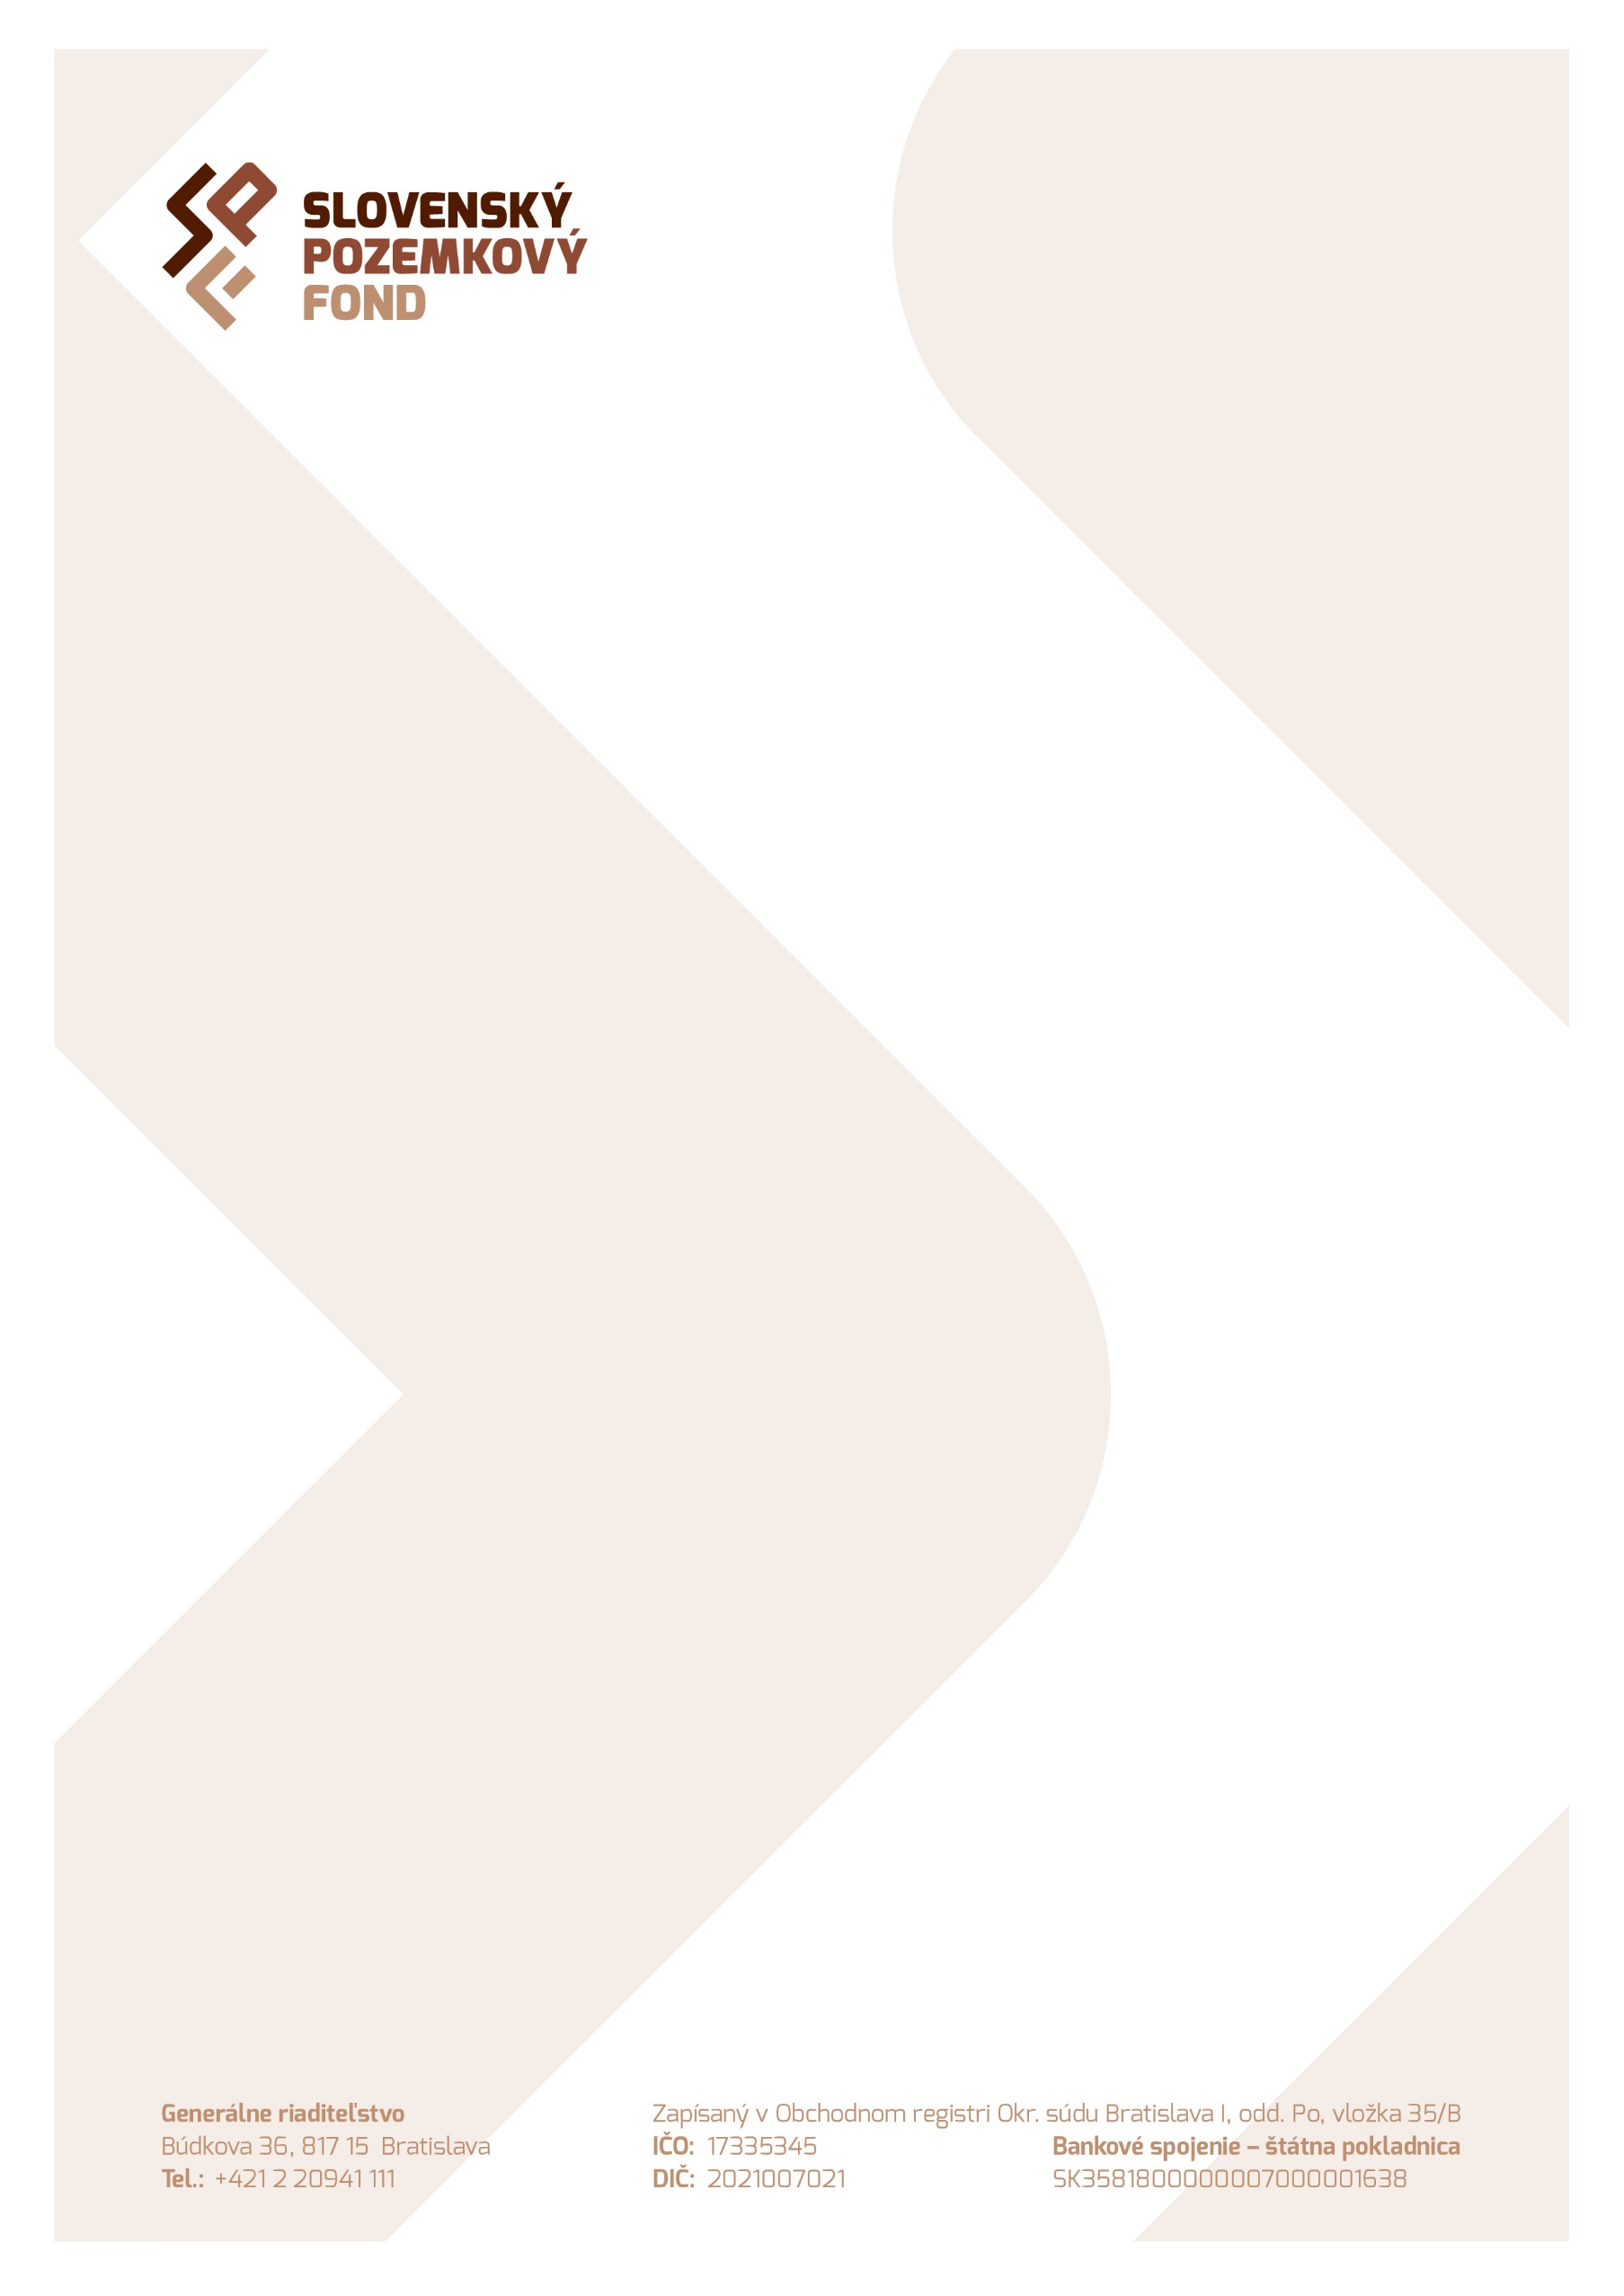 SLOVENSKÝ
POZEMKOVÝ
FOND
Generálne riaditeľstvo
Búdkova 36, 817 15 Bratislava
Tel.: +421 2 20941 111
Zapísaný v Obchodnom registri Okr. súdu Bratislava I, odd. Po, vložka 35/B
IČO: 17335345
DIČ: 2021007021
Bankové spojenie – štátna pokladnica
SK3581800000007000001638